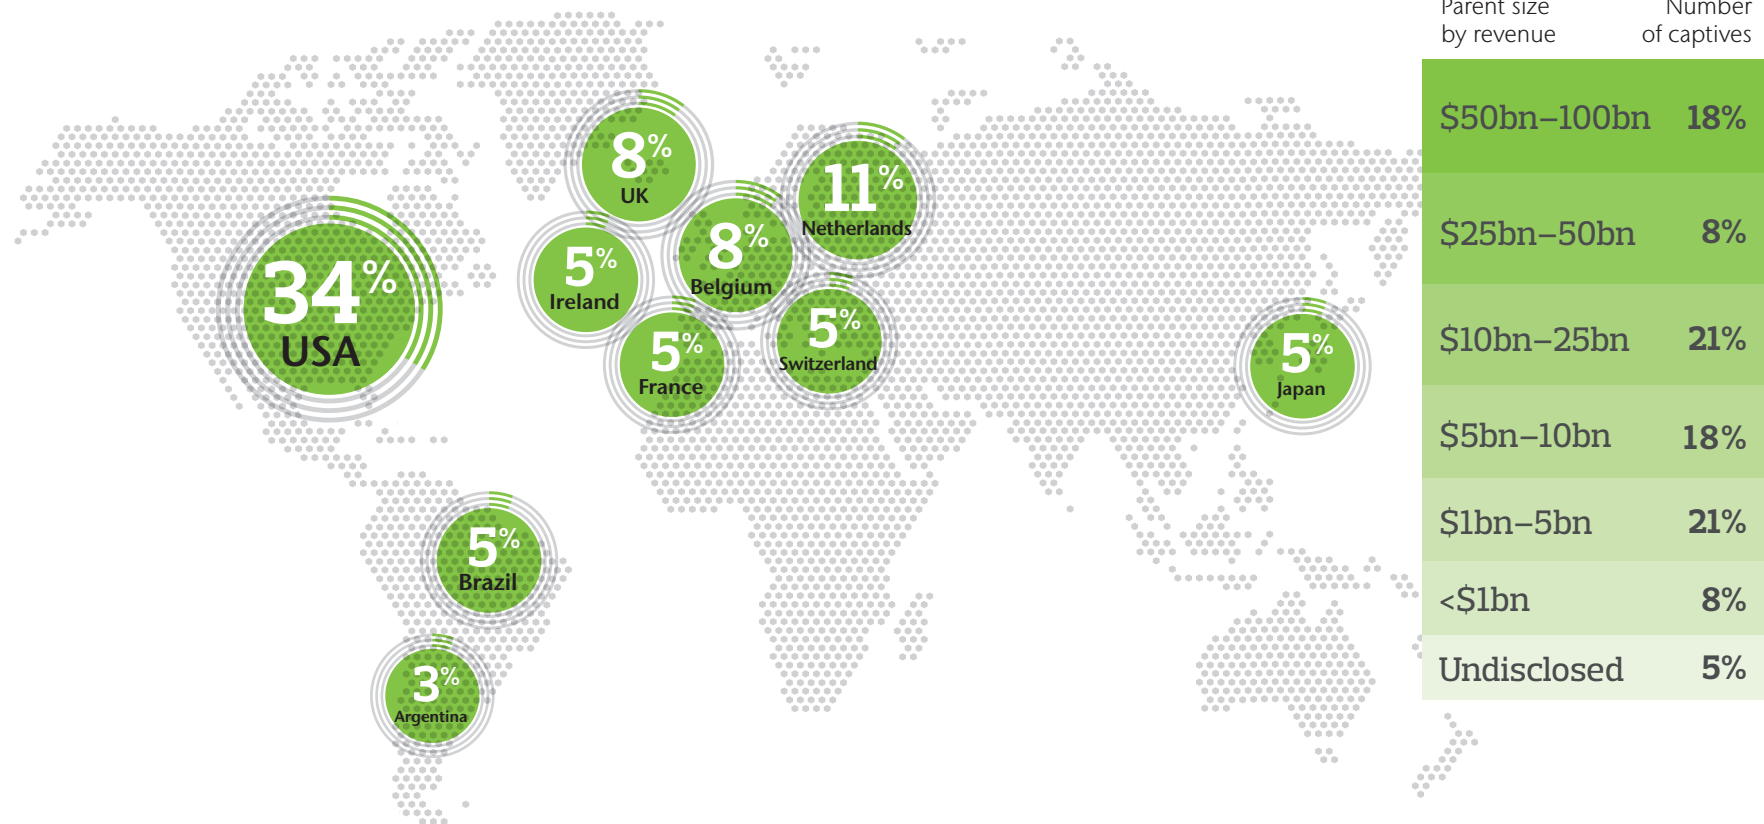 8%
UK
11%
Netherlands
34%
USA
5%
Ireland
8%
Belgium
5%
France
5%
Switzerland
5%
Japan
5%
Brazil
3%
Argentina
Parent size by revenue
Number of captives
$50bn–100bn 18%
$25bn–50bn 8%
$10bn–25bn 21%
$5bn–10bn 18%
$1bn–5bn 21%
<$1bn 8%
Undisclosed 5%